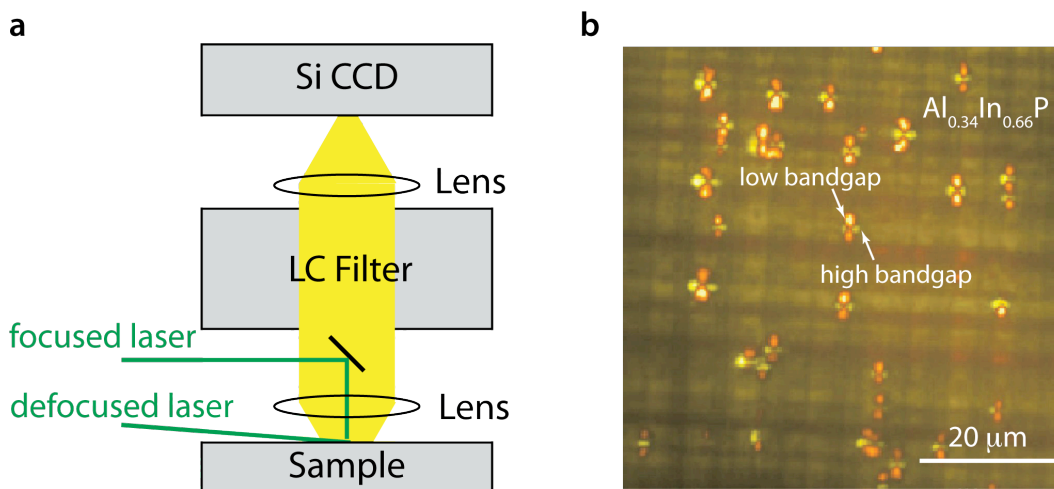 a
Si CCD
Lens
LC Filter
focused laser
defocused laser
Lens
Sample
b
Al0.34In0.66P
low bandgap
high bandgap
20 μm